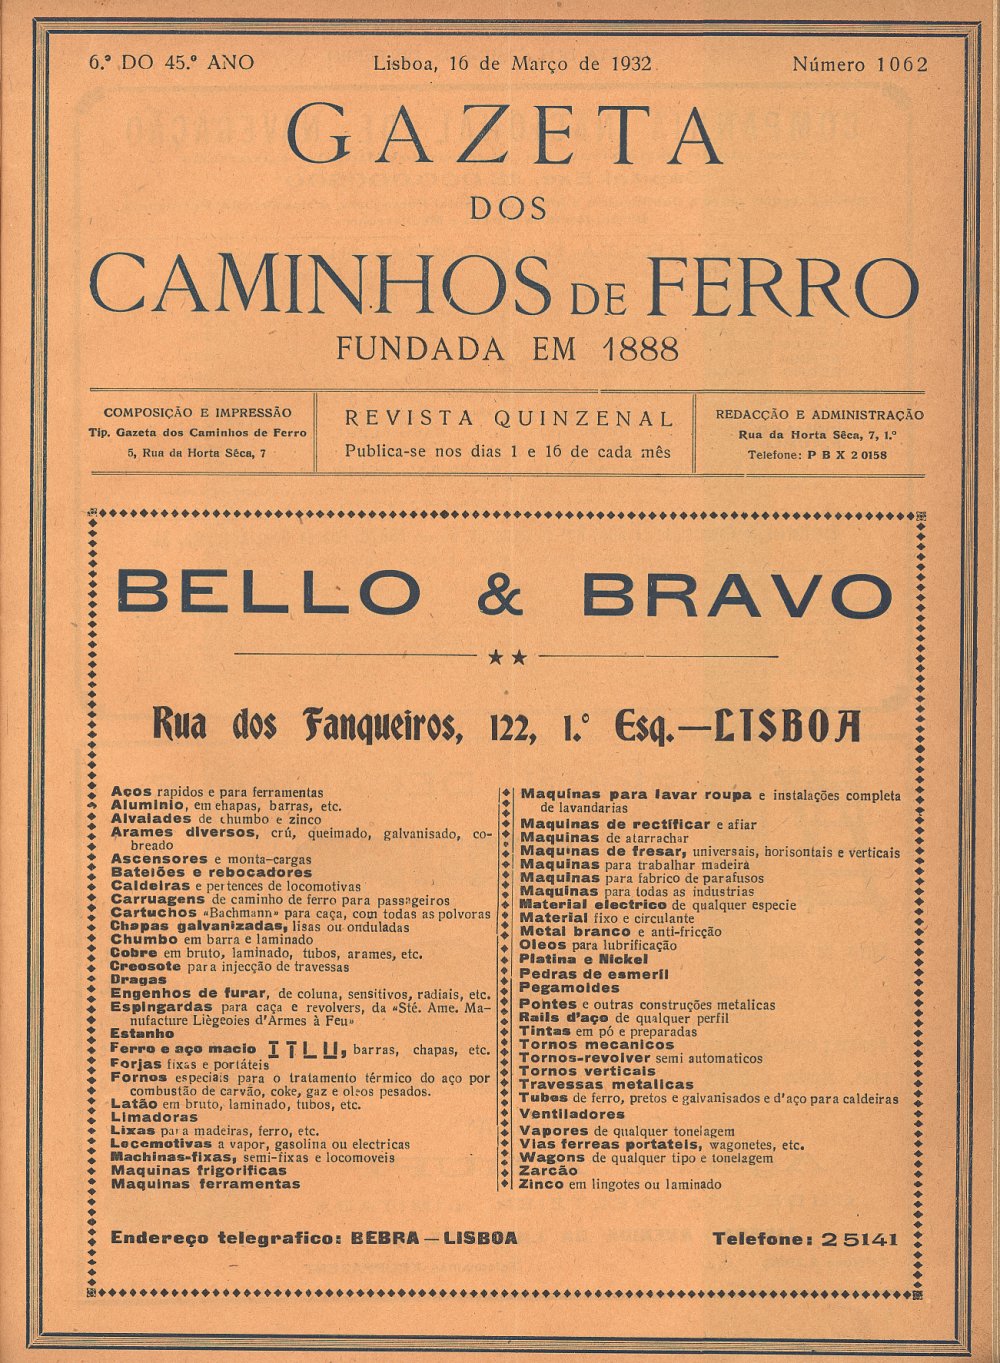 6.º DO 45.º ANO
Lisboa, 16 de Março de 1932
Número 1062
GAZETA
DOS
CAMINHOS DE FERRO
FUNDADA EM 1888
COMPOSIÇÃO E IMPRESSÃO
Tip. Gazeta dos Caminhos de Ferro
5, Rua da Horta Sêca, 7
REVISTA QUINZENAL
Publica-se nos dias 1 e 16 de cada mês
REDACÇÃO E ADMINISTRAÇÃO
Rua da Horta Sêca, 7, 1.º
Telefone: P B X 2 0158
BELLO & BRAVO
Rua dos Fanqueiros, 122, 1.º Esq.—LISBOA
Aços rapidos e para ferramentas
Aluminio, em chapas, barras, etc.
Alvaiades de chumbo e zinco
Arames diversos, crú, queimado, galvanisado, co-
breado
Ascensores e monta-cargas
Batelões e rebocadores
Caldeiras e pertences de locomotivas
Carruagens de caminho de ferro para passageiros
Cartuchos «Bachmann» para caça, com todas as polvoras
Chapas galvanizadas, lisas ou onduladas
Chumbo em barra e laminado
Cobre em bruto, laminado, tubos, arames, etc.
Creosote para injecção de travessas
Dragas
Engenhos de furar, de coluna, sensitivos, radiais, etc.
Espingardas para caça e revolvers, da «Sté. Ame. Ma-
nufacture Liègeoies d'Armes à Feu»
Estanho
Ferro e aço macio I T L U, barras, chapas, etc.
Forjas fixas e portáteis
Fornos especiais para o tratamento térmico do aço por
combustão de carvão, coke, gaz e oleos pesados.
Latão em bruto, laminado, tubos, etc.
Limadoras
Lixas para madeiras, ferro, etc.
Locomotivas a vapor, gasolina ou electricas
Machinas-fixas, semi-fixas e locomoveis
Maquinas frigorificas
Maquinas ferramentas
Maquinas para lavar roupa e instalações completa
de lavandarias
Maquinas de rectificar e afiar
Maquinas de atarrachar
Maquinas de fresar, universais, horisontais e verticais
Maquinas para trabalhar madeira
Maquinas para fabrico de parafusos
Maquinas para todas as industrias
Material electrico de qualquer especie
Material fixo e circulante
Metal branco e anti-fricção
Oleos para lubrificação
Platina e Nickel
Pedras de esmeril
Pegamoides
Pontes e outras construções metalicas
Rails d'aço de qualquer perfil
Tintas em pó e preparadas
Tornos mecanicos
Tornos-revolver semi automaticos
Tornos verticais
Travessas metalicas
Tubos de ferro, pretos e galvanisados e d'aço para caldeiras
Ventiladores
Vapores de qualquer tonelagem
Vias ferreas portateis, wagonetes, etc.
Wagons de qualquer tipo e tonelagem
Zarcão
Zinco em lingotes ou laminado
Endereço telegrafico: BEBRA — LISBOA
Telefone: 2 5141